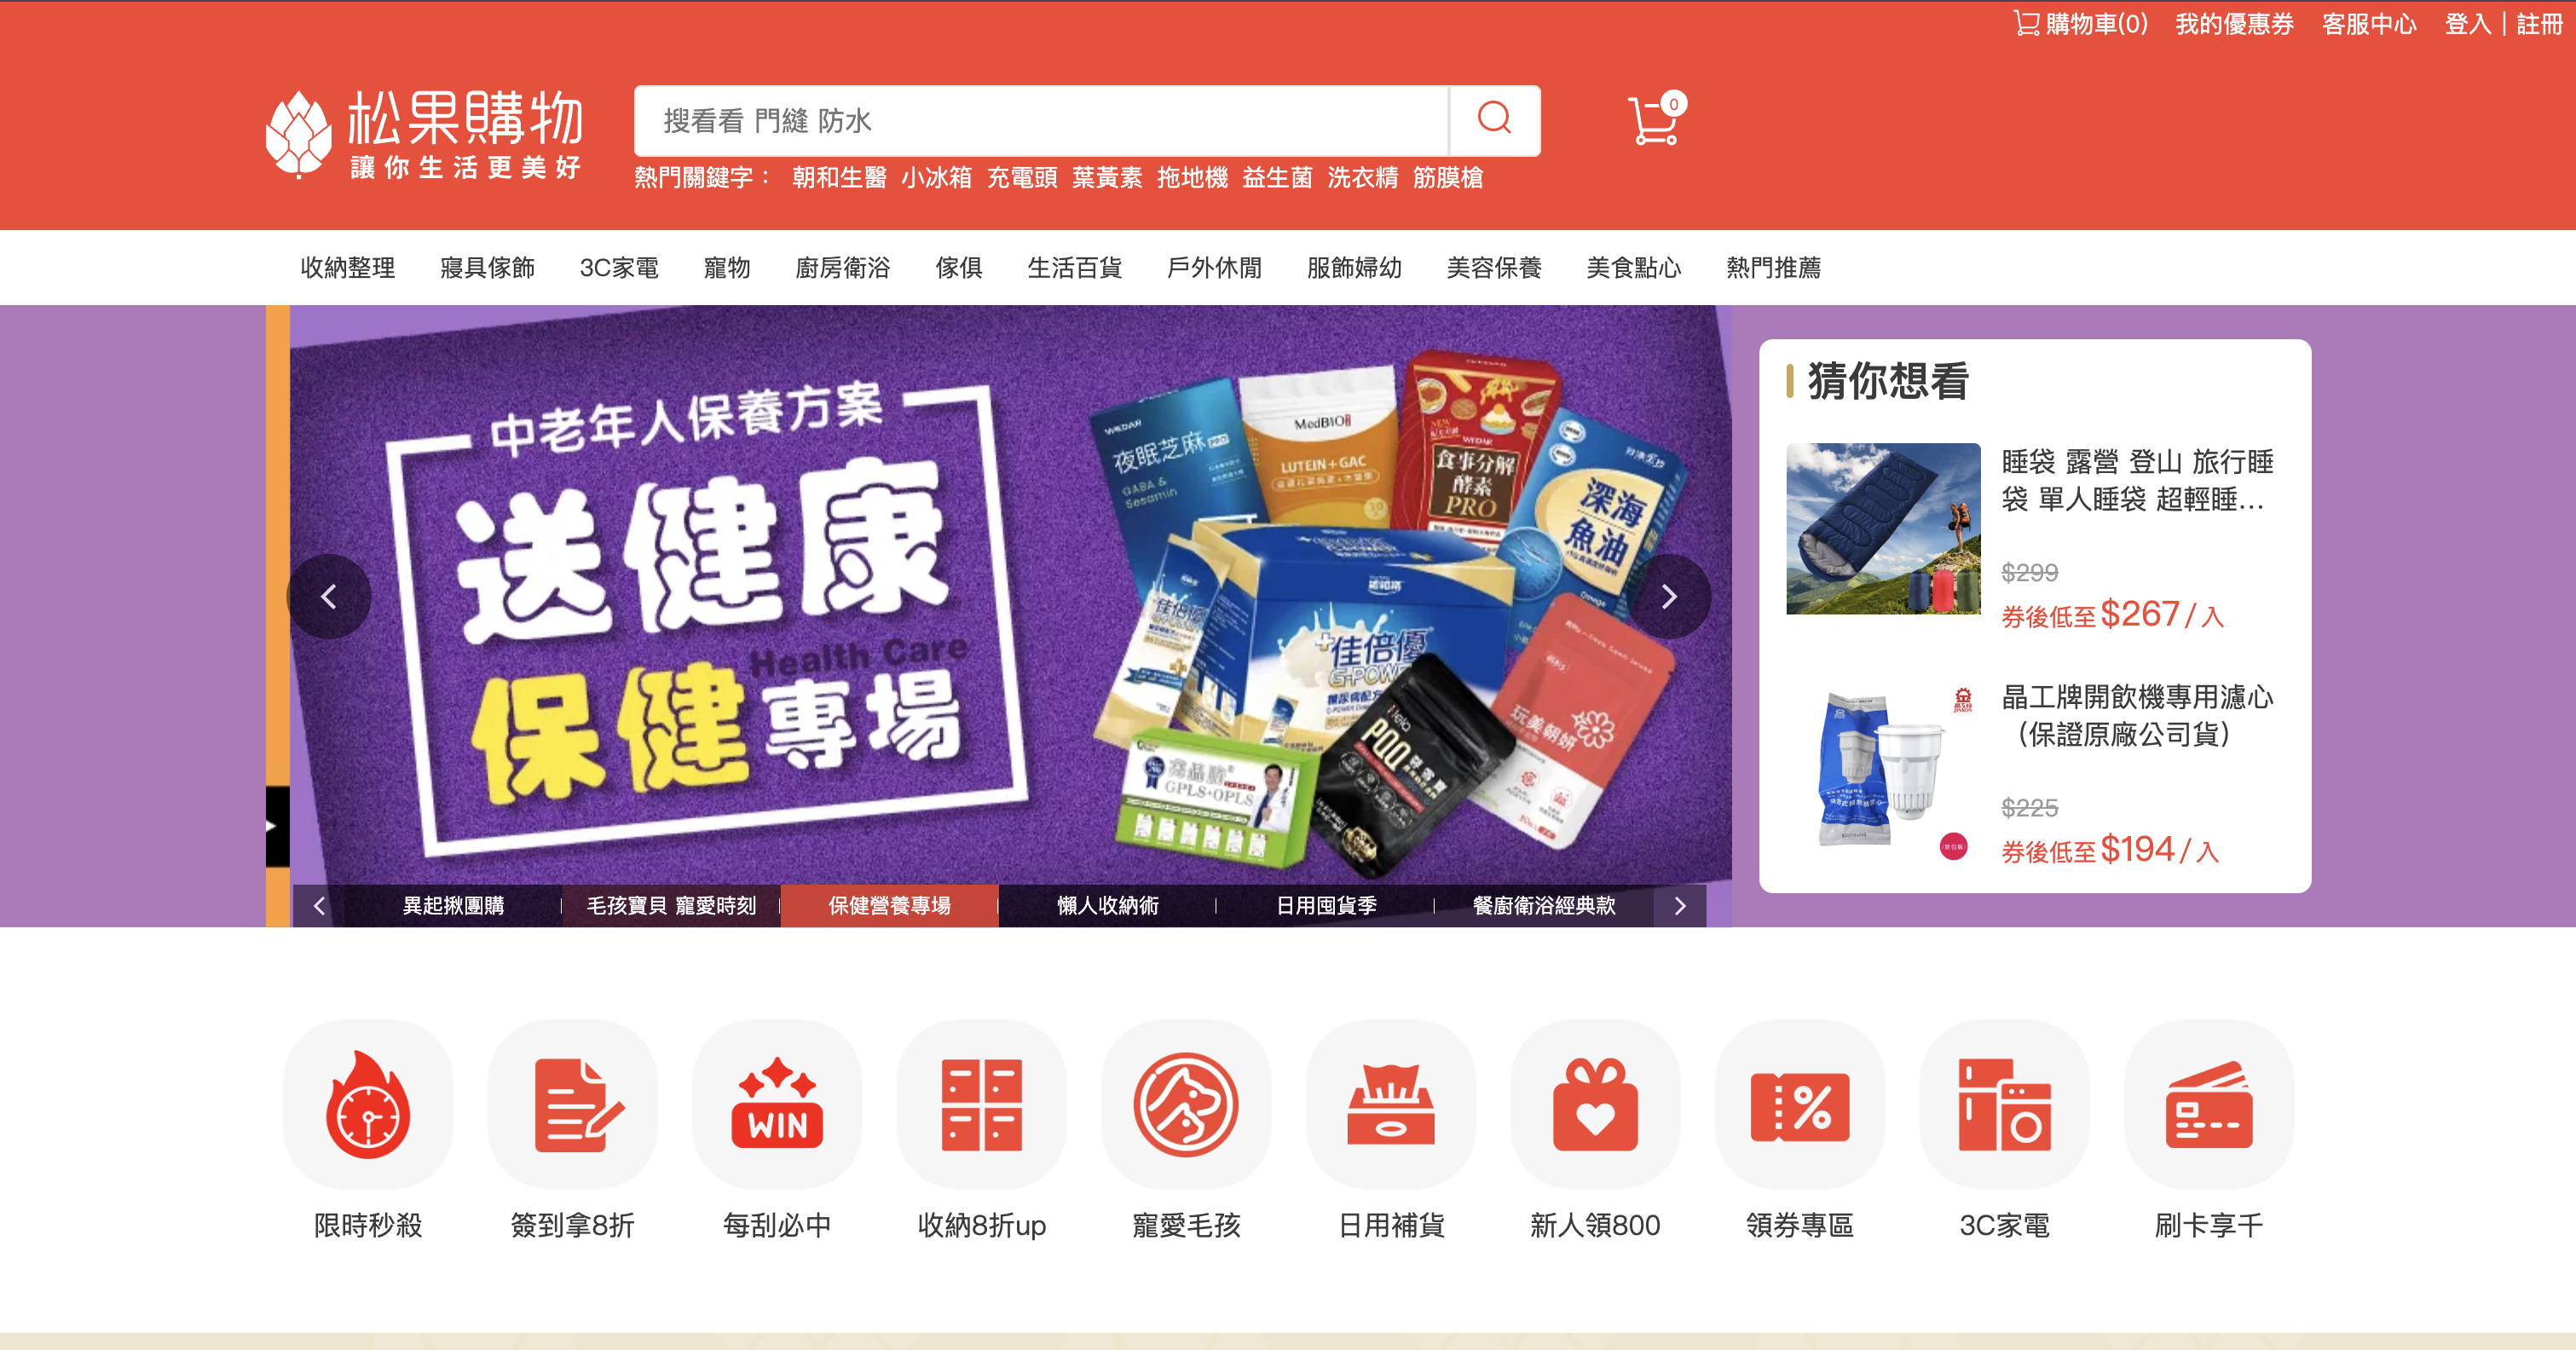 購物車(0) 我的優惠券 客服中心 登入 | 註冊
松果購物
讓你生活更美好
搜看看 門縫 防水
0
熱門關鍵字： 朝和生醫 小冰箱 充電頭 葉黃素 拖地機 益生菌 洗衣精 筋膜槍
收納整理 寢具傢飾 3C家電 寵物 廚房衛浴 傢俱 生活百貨 戶外休閒 服飾婦幼 美容保養 美食點心 熱門推薦
中老年人保養方案
送健康
Health Care
保健專場
WEDAR
夜眠芝麻
GABA &
Sesamin
MedBIO
LUTEIN+GAC
WEDAR
食事分解
酵素
PRO
深海
魚油
Omega
佳倍優
G-POWER
佳倍優
玩美朝妍
PQQ
GPLS+OPLS
異起揪團購 毛孩寶貝 寵愛時刻 保健營養專場 懶人收納術 日用囤貨季 餐廚衛浴經典款
猜你想看
睡袋 露營 登山 旅行睡
袋 單人睡袋 超輕睡...
$299
券後低至 $267 / 入
晶工牌開飲機專用濾心
（保證原廠公司貨）
$225
券後低至 $194 / 入
WIN
%
限時秒殺 簽到拿8折 每刮必中 收納8折up 寵愛毛孩 日用補貨 新人領800 領券專區 3C家電 刷卡享千